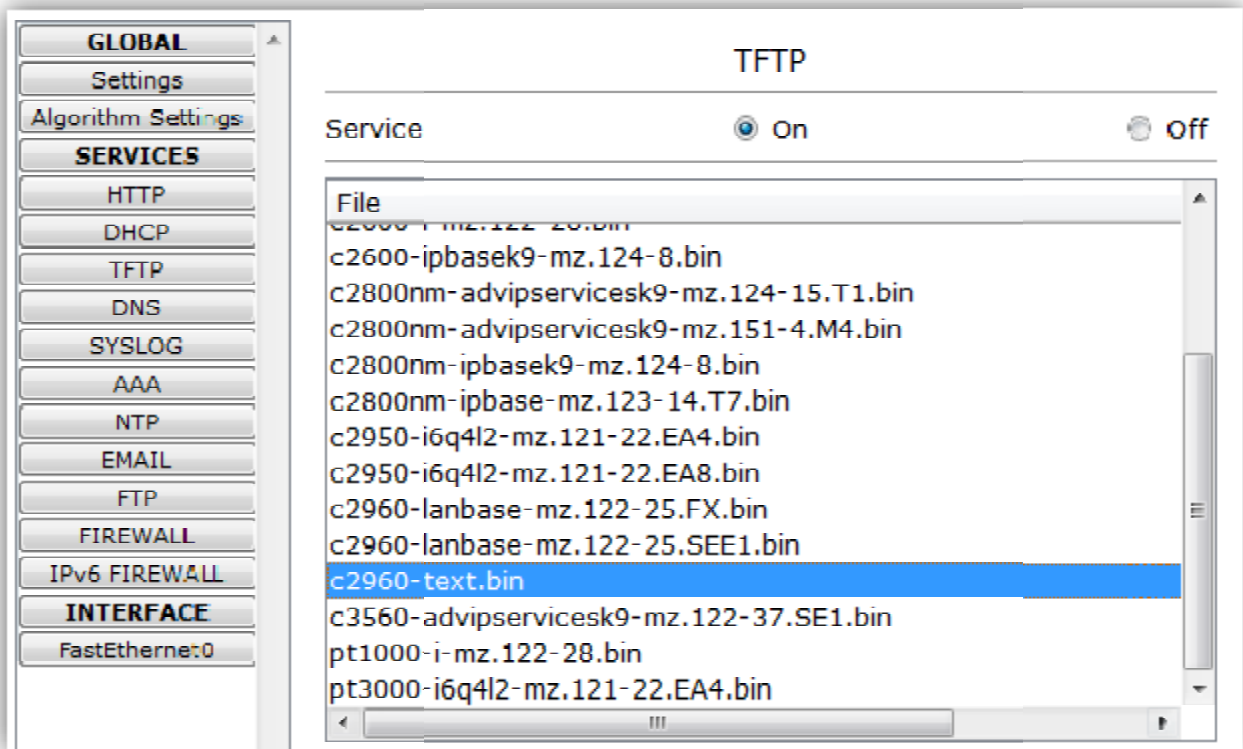 GLOBAL
Settings
Algorithm Settings
SERVICES
HTTP
DHCP
TFTP
DNS
SYSLOG
AAA
NTP
EMAIL
FTP
FIREWALL
IPv6 FIREWALL
INTERFACE
FastEthernet0
TFTP
Service On Off
File
c2600-ipbasek9-mz.124-8.bin
c2800nm-advipservicesk9-mz.124-15.T1.bin
c2800nm-advipservicesk9-mz.151-4.M4.bin
c2800nm-ipbasek9-mz.124-8.bin
c2800nm-ipbase-mz.123-14.T7.bin
c2950-i6q4l2-mz.121-22.EA4.bin
c2950-i6q4l2-mz.121-22.EA8.bin
c2960-lanbase-mz.122-25.FX.bin
c2960-lanbase-mz.122-25.SEE1.bin
c2960-text.bin
c3560-advipservicesk9-mz.122-37.SE1.bin
pt1000-i-mz.122-28.bin
pt3000-i6q4l2-mz.121-22.EA4.bin